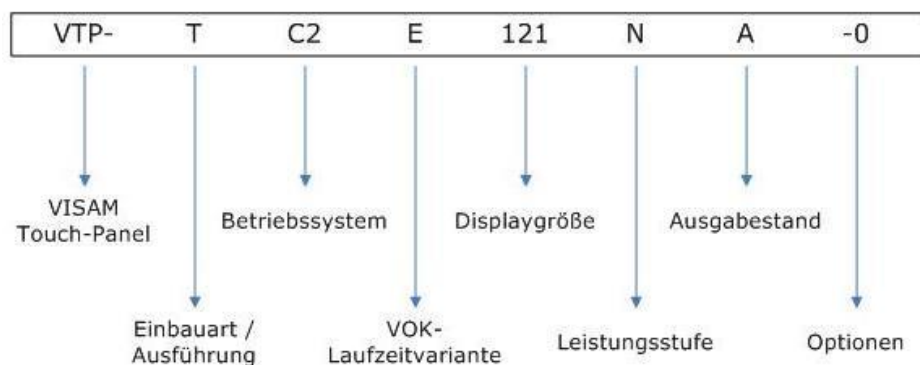 VTP- T C2 E 121 N A -0
VISAM
Touch-Panel
Betriebssystem
Displaygröße
Ausgabestand
Einbauart /
Ausführung
VOK-
Laufzeitvariante
Leistungsstufe
Optionen